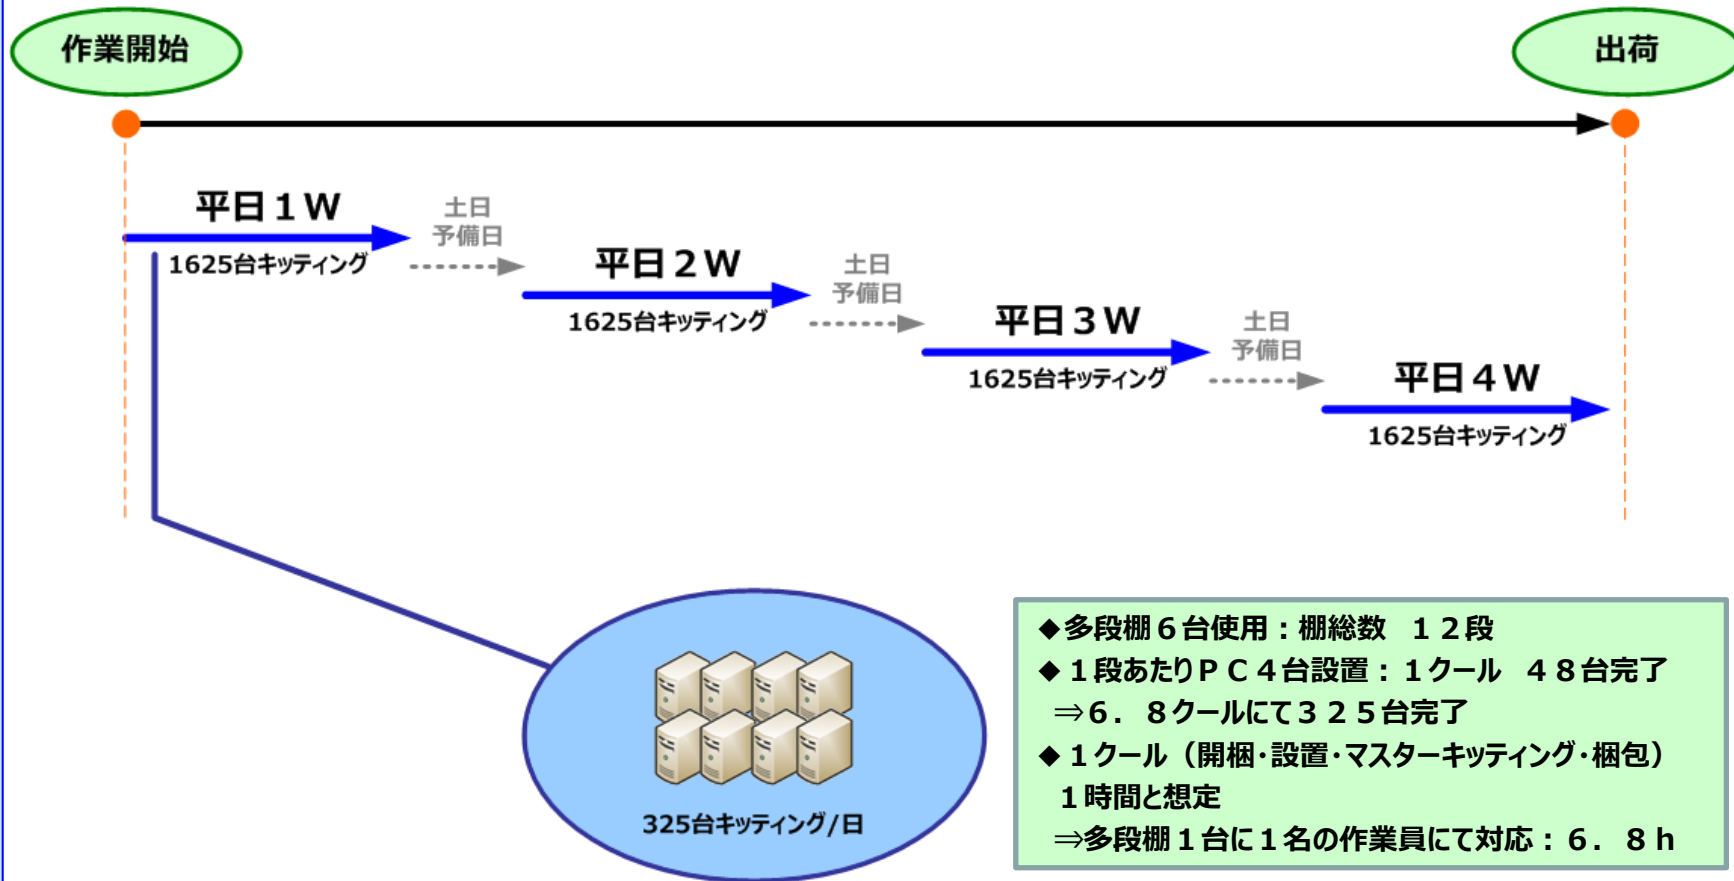 作業開始
出荷
平日１W
1625台キッティング
土日
予備日
平日２W
1625台キッティング
土日
予備日
平日３W
1625台キッティング
土日
予備日
平日４W
1625台キッティング
325台キッティング/日
◆多段棚６台使用：棚総数　１２段
◆１段あたりＰＣ４台設置：１クール　４８台完了
⇒６．８クールにて３２５台完了
◆１クール（開梱・設置・マスターキッティング・梱包）
１時間と想定
⇒多段棚１台に１名の作業員にて対応：６．８ｈ